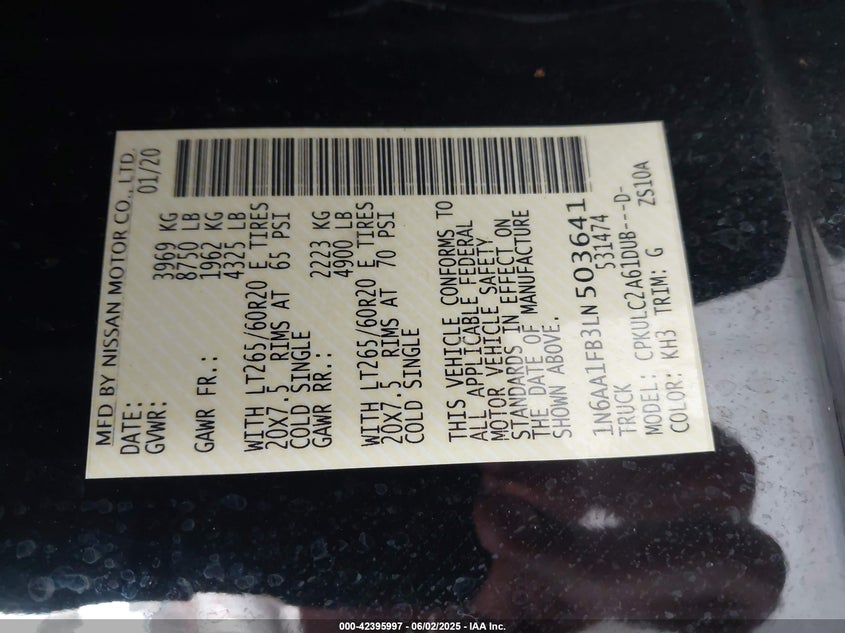 MFD BY NISSAN MOTOR CO., LTD.
DATE: 01/20
GVWR: 3969 KG
8750 LB
GAWR FR.: 1962 KG
4325 LB
WITH LT265/60R20 E TIRES
20X7.5 RIMS AT 65 PSI
COLD SINGLE
GAWR RR.: 2223 KG
4900 LB
WITH LT265/60R20 E TIRES
20X7.5 RIMS AT 70 PSI
COLD SINGLE
THIS VEHICLE CONFORMS TO
ALL APPLICABLE FEDERAL
MOTOR VEHICLE SAFETY
STANDARDS IN EFFECT ON
THE DATE OF MANUFACTURE
SHOWN ABOVE.
1N6AA1FB3LN503641
TRUCK 531474
MODEL: CPKULC2A61DUB---D-
COLOR: KH3 TRIM: G ZS10A
000-42395997 - 06/02/2025 - IAA Inc.